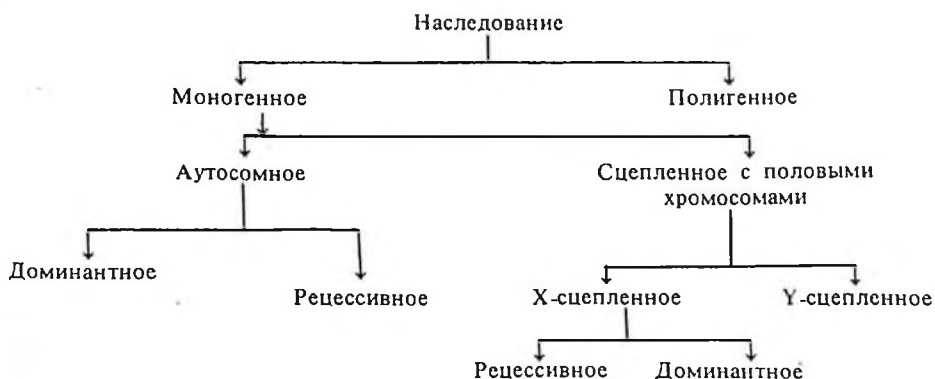 Наследование
Моногенное
Полигенное
Аутосомное
Сцепленное с половыми
хромосомами
Доминантное
Рецессивное
Х-сцепленное
Y-сцепленное
Рецессивное
Доминантное